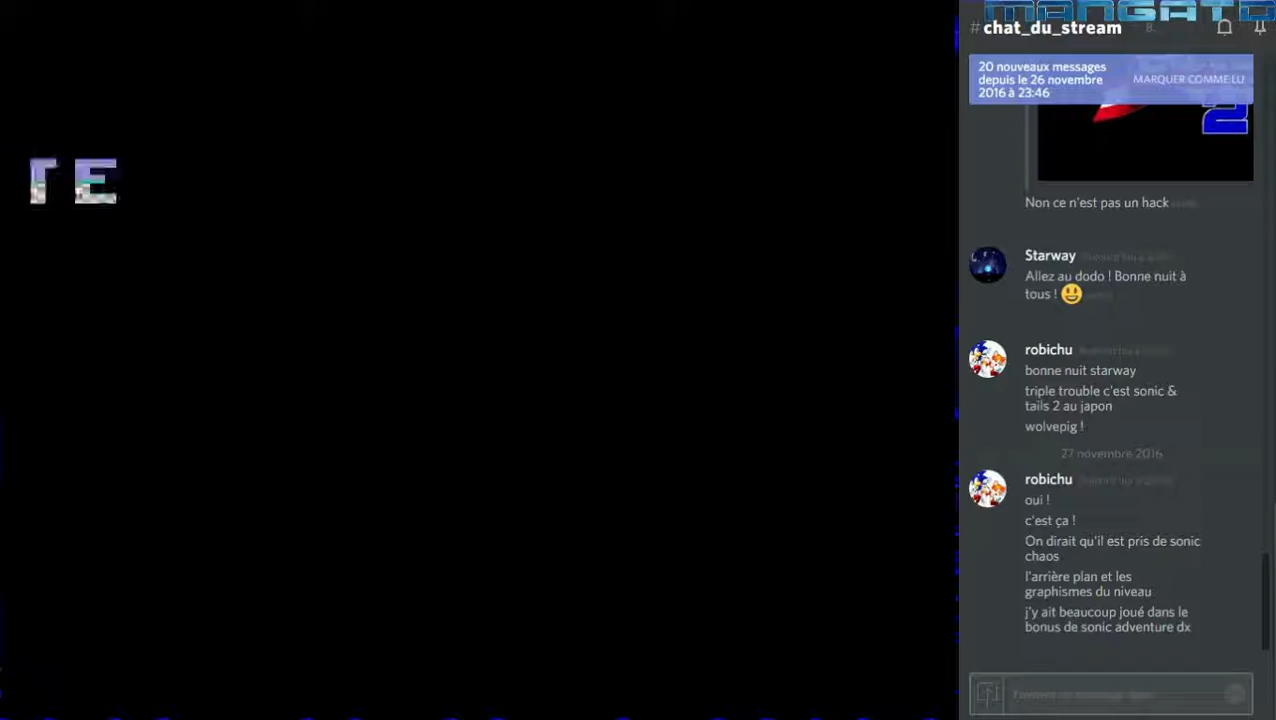 TE
MANGATO
# chat_du_stream
20 nouveaux messages
depuis le 26 novembre
2016 à 23:46
MARQUER COMME LU
2
Non ce n'est pas un hack
Starway
Allez au dodo ! Bonne nuit à
tous !
robichu
bonne nuit starway
triple trouble c'est sonic &
tails 2 au japon
wolvepig !
27 novembre 2016
robichu
oui !
c'est ça !
On dirait qu'il est pris de sonic
chaos
l'arrière plan et les
graphismes du niveau
j'y ait beaucoup joué dans le
bonus de sonic adventure dx